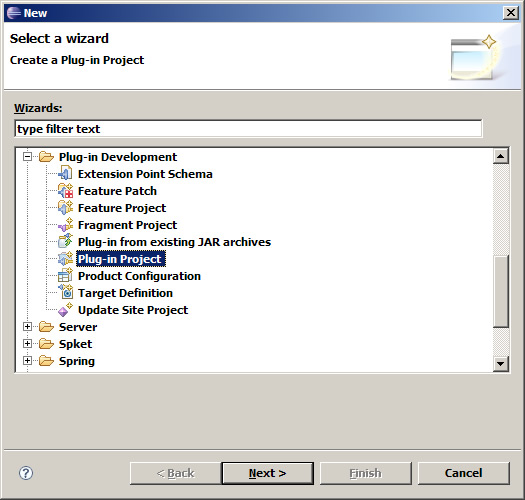 New
Select a wizard
Create a Plug-in Project
Wizards:
type filter text
Plug-in Development
Extension Point Schema
Feature Patch
Feature Project
Fragment Project
Plug-in from existing JAR archives
Plug-in Project
Product Configuration
Target Definition
Update Site Project
Server
Spket
Spring
?
< Back
Next >
Finish
Cancel